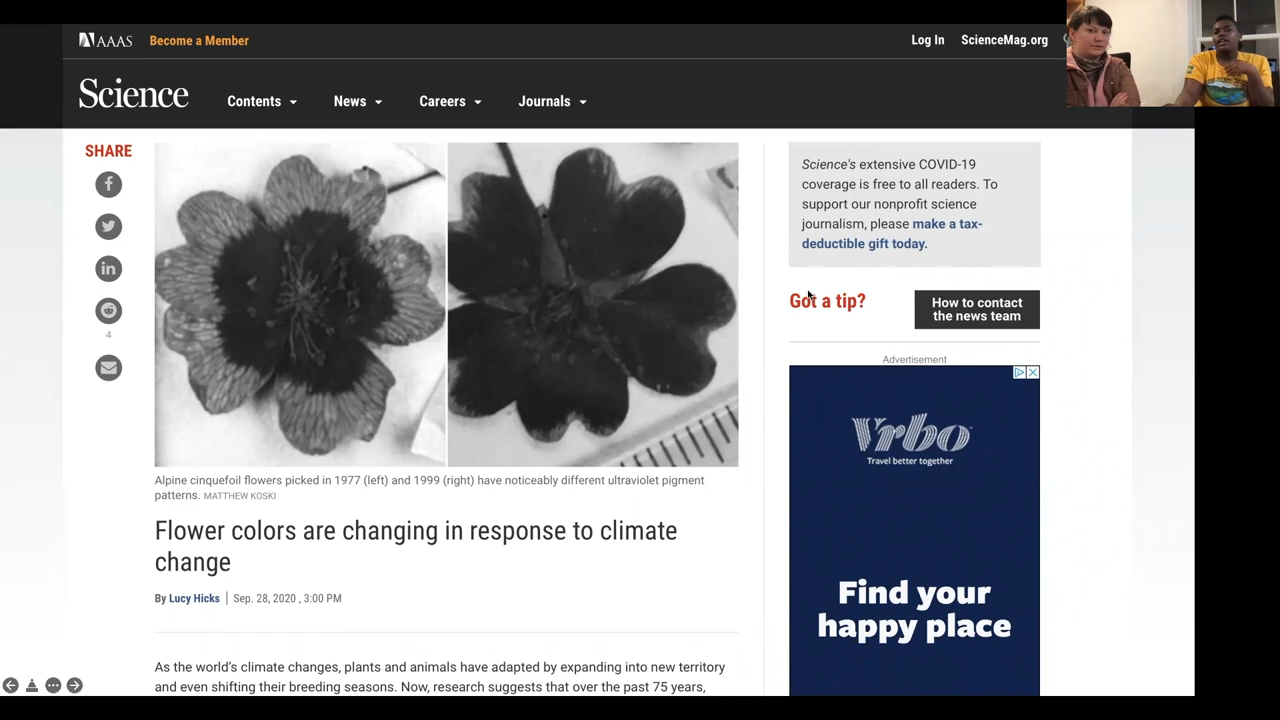 AAAS
Become a Member
Log In
ScienceMag.org
Science
Contents
News
Careers
Journals
SHARE
4
Alpine cinquefoil flowers picked in 1977 (left) and 1999 (right) have noticeably different ultraviolet pigment
patterns. MATTHEW KOSKI
Flower colors are changing in response to climate
change
By Lucy Hicks | Sep. 28, 2020 , 3:00 PM
As the world's climate changes, plants and animals have adapted by expanding into new territory
and even shifting their breeding seasons. Now, research suggests that over the past 75 years,
Science's extensive COVID-19
coverage is free to all readers. To
support our nonprofit science
journalism, please make a tax-
deductible gift today.
Got a tip?
How to contact
the news team
Advertisement
Vrbo
Travel better together
Find your
happy place